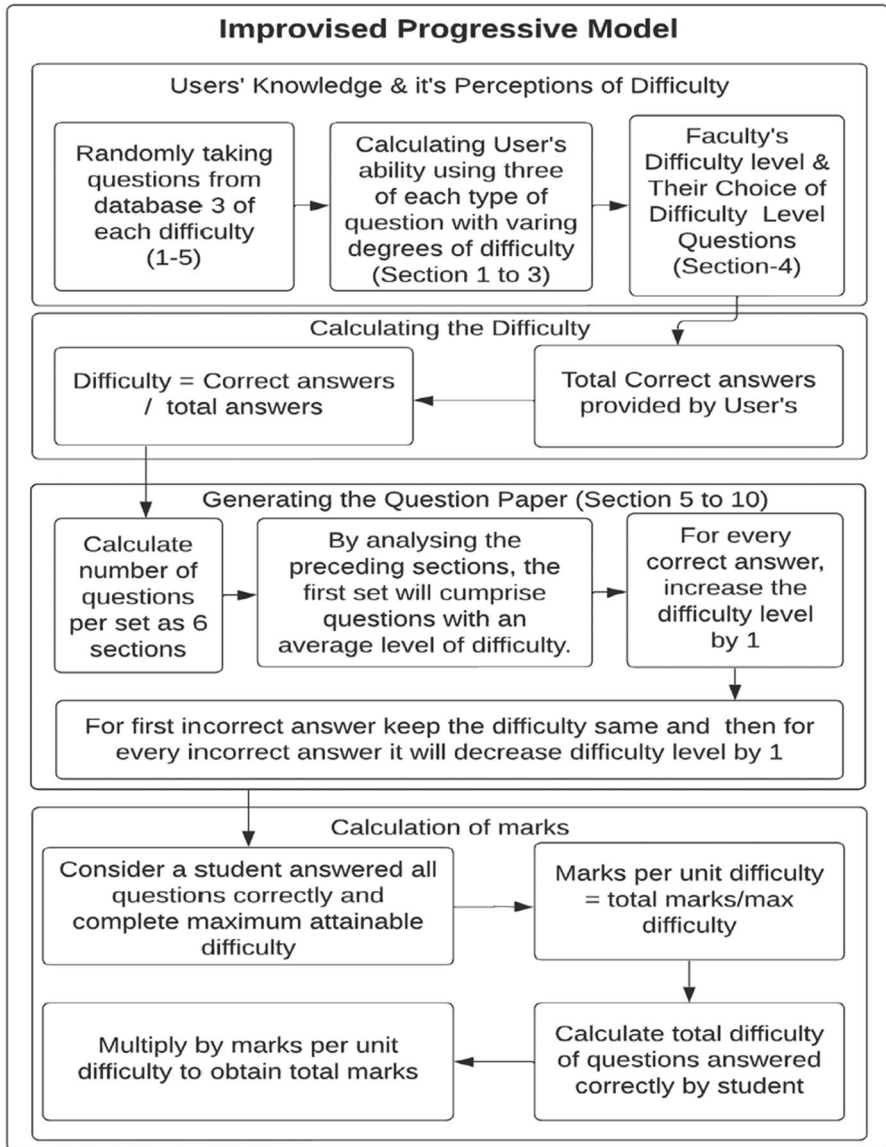 Improvised Progressive Model
Users' Knowledge & it's Perceptions of Difficulty
Randomly taking
questions from
database 3 of
each difficulty
(1-5)
Calculating User's
ability using three
of each type of
question with varing
degrees of difficulty
(Section 1 to 3)
Faculty's
Difficulty level &
Their Choice of
Difficulty Level
Questions
(Section-4)
Calculating the Difficulty
Total Correct answers
provided by User's
Difficulty = Correct answers
/ total answers
Generating the Question Paper (Section 5 to 10)
Calculate
number of
questions
per set as 6
sections
By analysing the
preceding sections, the
first set will cumprise
questions with an
average level of difficulty.
For every
correct answer,
increase the
difficulty level
by 1
For first incorrect answer keep the difficulty same and then for
every incorrect answer it will decrease difficulty level by 1
Calculation of marks
Consider a student answered all
questions correctly and
complete maximum attainable
difficulty
Marks per unit difficulty
= total marks/max
difficulty
Calculate total difficulty
of questions answered
correctly by student
Multiply by marks per unit
difficulty to obtain total marks